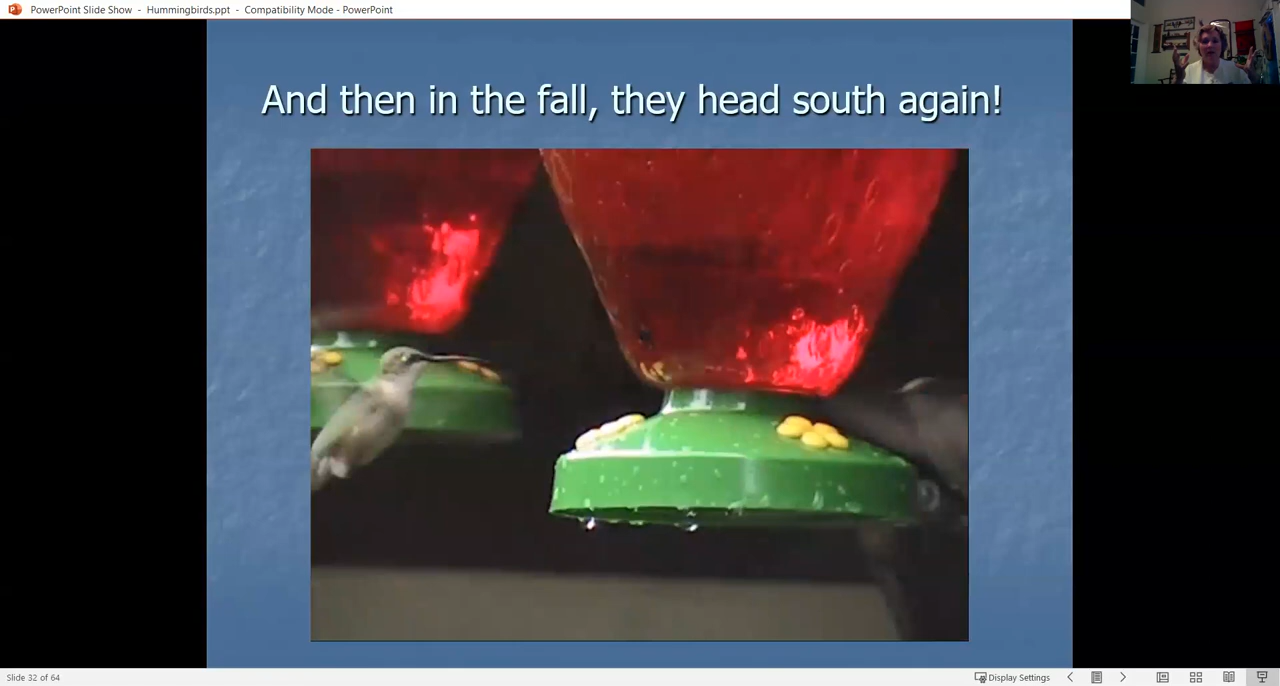 PowerPoint Slide Show - Hummingbirds.ppt - Compatibility Mode - PowerPoint
And then in the fall, they head south again!
Slide 32 of 64
Display Settings